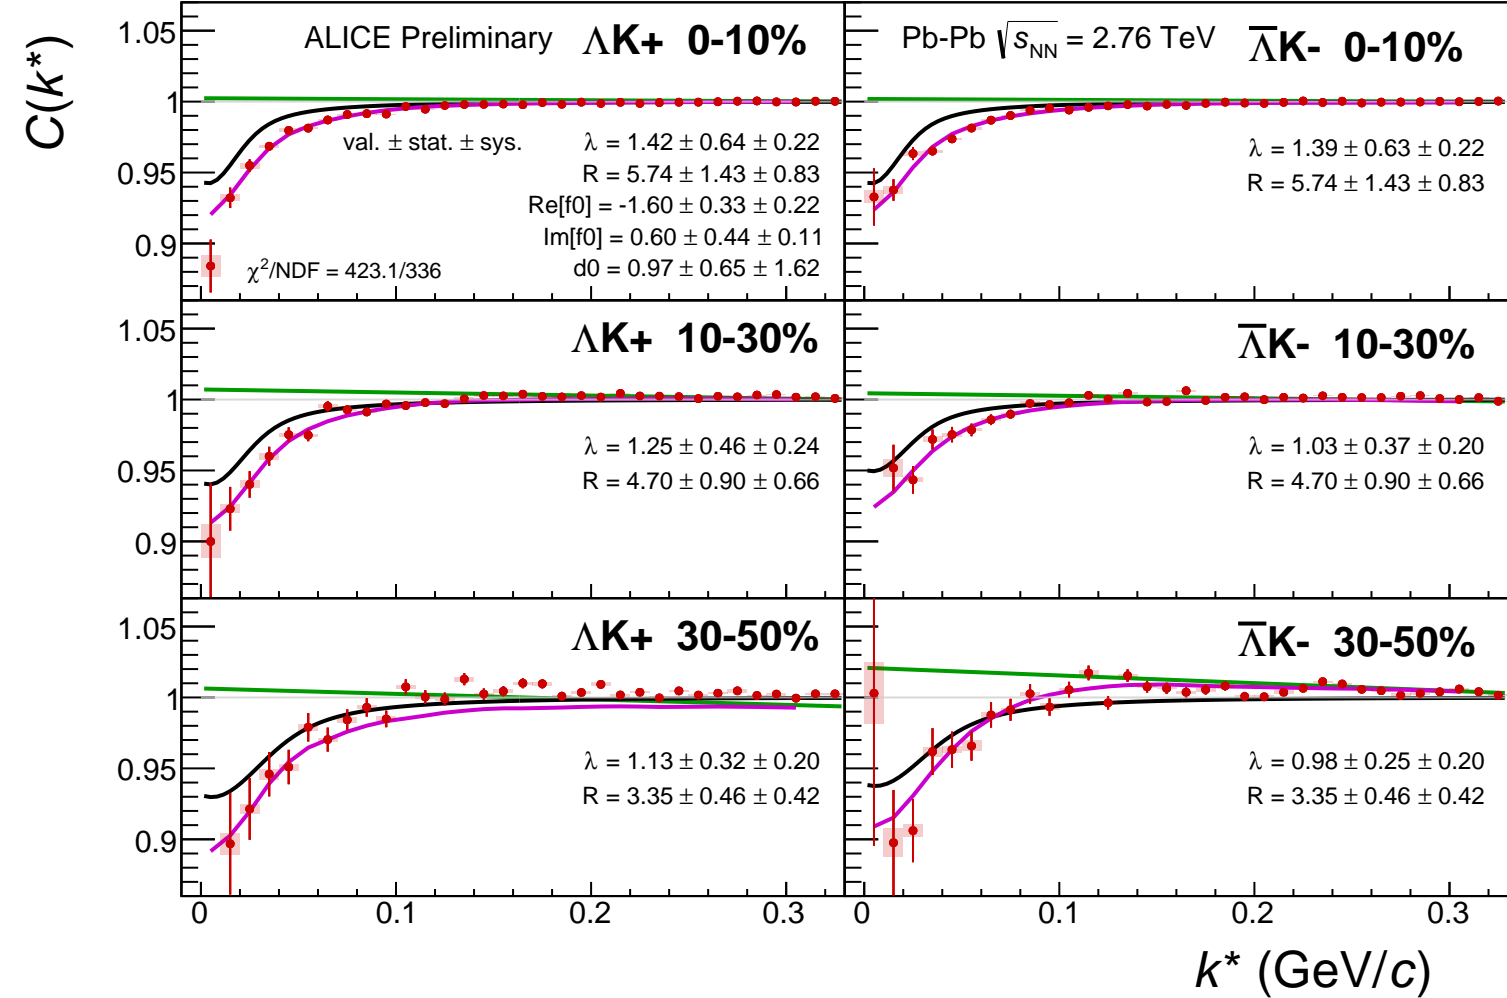 C(k*)
ALICE Preliminary ΛK+ 0-10%
1.05
1
0.95
0.9
val. ± stat. ± sys.
λ = 1.42 ± 0.64 ± 0.22
R = 5.74 ± 1.43 ± 0.83
Re[f0] = -1.60 ± 0.33 ± 0.22
Im[f0] = 0.60 ± 0.44 ± 0.11
d0 = 0.97 ± 0.65 ± 1.62
χ²/NDF = 423.1/336
Pb-Pb √s_NN = 2.76 TeV Λ̅K- 0-10%
λ = 1.39 ± 0.63 ± 0.22
R = 5.74 ± 1.43 ± 0.83
ΛK+ 10-30%
1.05
1
0.95
0.9
λ = 1.25 ± 0.46 ± 0.24
R = 4.70 ± 0.90 ± 0.66
Λ̅K- 10-30%
λ = 1.03 ± 0.37 ± 0.20
R = 4.70 ± 0.90 ± 0.66
ΛK+ 30-50%
1.05
1
0.95
0.9
λ = 1.13 ± 0.32 ± 0.20
R = 3.35 ± 0.46 ± 0.42
Λ̅K- 30-50%
λ = 0.98 ± 0.25 ± 0.20
R = 3.35 ± 0.46 ± 0.42
0 0.1 0.2 0.3
0 0.1 0.2 0.3
k* (GeV/c)